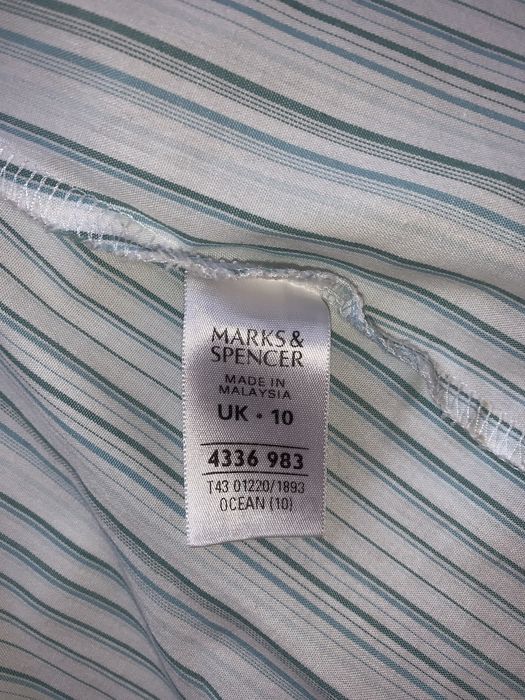 MARKS &
SPENCER
MADE IN
MALAYSIA
UK • 10
4336 983
T43 01220/1893
OCEAN (10)